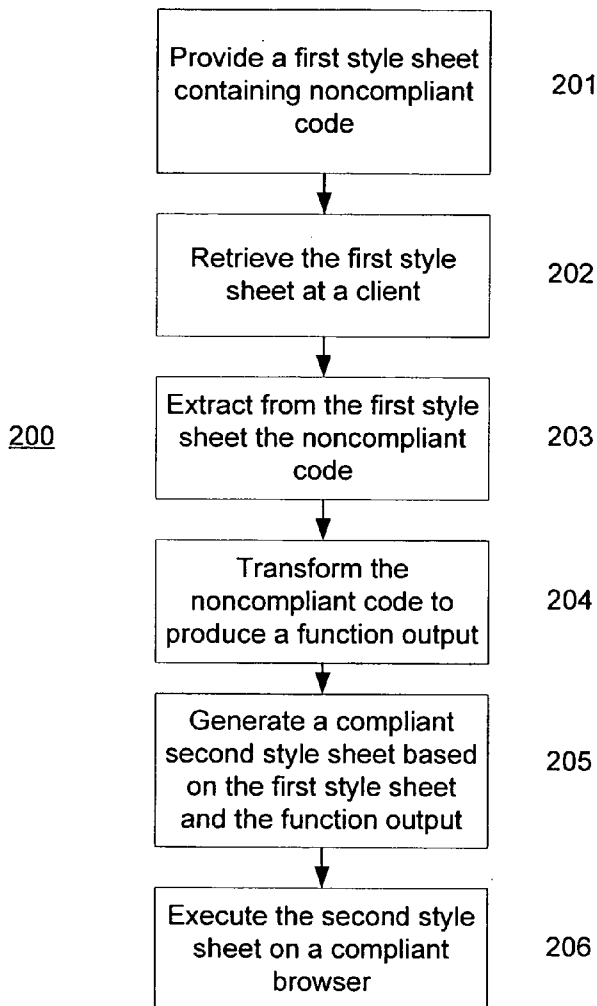 Provide a first style sheet
containing noncompliant
code
201
Retrieve the first style
sheet at a client
202
200
Extract from the first style
sheet the noncompliant
code
203
Transform the
noncompliant code to
produce a function output
204
Generate a compliant
second style sheet based
on the first style sheet
and the function output
205
Execute the second style
sheet on a compliant
browser
206